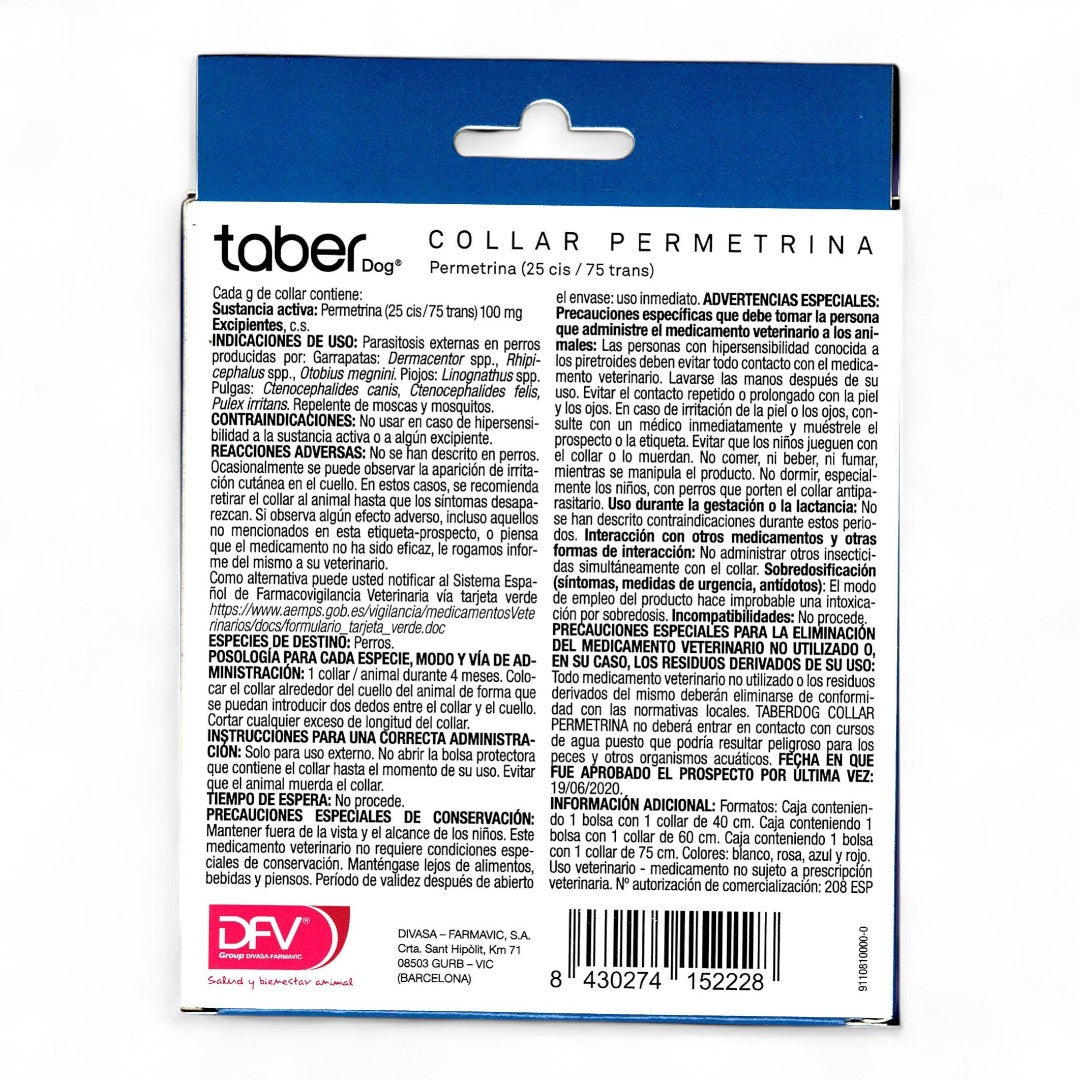 taber Dog®
COLLAR PERMETRINA
Permetrina (25 cis / 75 trans)
Cada g de collar contiene:
Sustancia activa: Permetrina (25 cis/75 trans) 100 mg
Excipientes, c.s.
INDICACIONES DE USO: Parasitosis externas en perros
producidas por: Garrapatas: Dermacentor spp., Rhipi-
cephalus spp., Otobius megnini. Piojos: Linognathus spp.
Pulgas: Ctenocephalides canis, Ctenocephalides felis,
Pulex irritans. Repelente de moscas y mosquitos.
CONTRAINDICACIONES: No usar en caso de hipersensi-
bilidad a la sustancia activa o a algún excipiente.
REACCIONES ADVERSAS: No se han descrito en perros.
Ocasionalmente se puede observar la aparición de irrita-
ción cutánea en el cuello. En estos casos, se recomienda
retirar el collar al animal hasta que los síntomas desapa-
rezcan. Si observa algún efecto adverso, incluso aquellos
no mencionados en esta etiqueta-prospecto, o piensa
que el medicamento no ha sido eficaz, le rogamos infor-
me del mismo a su veterinario.
Como alternativa puede usted notificar al Sistema Espa-
ñol de Farmacovigilancia Veterinaria vía tarjeta verde
https://www.aemps.gob.es/vigilancia/medicamentosVete
rinarios/docs/formulario_tarjeta_verde.doc
ESPECIES DE DESTINO: Perros.
POSOLOGÍA PARA CADA ESPECIE, MODO Y VÍA DE AD-
MINISTRACIÓN: 1 collar / animal durante 4 meses. Colo-
car el collar alrededor del cuello del animal de forma que
se puedan introducir dos dedos entre el collar y el cuello.
Cortar cualquier exceso de longitud del collar.
INSTRUCCIONES PARA UNA CORRECTA ADMINISTRA-
CIÓN: Solo para uso externo. No abrir la bolsa protectora
que contiene el collar hasta el momento de su uso. Evitar
que el animal muerda el collar.
TIEMPO DE ESPERA: No procede.
PRECAUCIONES ESPECIALES DE CONSERVACIÓN:
Mantener fuera de la vista y el alcance de los niños. Este
medicamento veterinario no requiere condiciones espe-
ciales de conservación. Manténgase lejos de alimentos,
bebidas y piensos. Período de validez después de abierto
el envase: uso inmediato. ADVERTENCIAS ESPECIALES:
Precauciones específicas que debe tomar la persona
que administre el medicamento veterinario a los ani-
males: Las personas con hipersensibilidad conocida a
los piretroides deben evitar todo contacto con el medica-
mento veterinario. Lavarse las manos después de su
uso. Evitar el contacto repetido o prolongado con la piel
y los ojos. En caso de irritación de la piel o los ojos, con-
sulte con un médico inmediatamente y muéstrele el
prospecto o la etiqueta. Evitar que los niños jueguen con
el collar o lo muerdan. No comer, ni beber, ni fumar,
mientras se manipula el producto. No dormir, especial-
mente los niños, con perros que porten el collar antipa-
rasitario. Uso durante la gestación o la lactancia: No
se han descrito contraindicaciones durante estos perio-
dos. Interacción con otros medicamentos y otras
formas de interacción: No administrar otros insectici-
das simultáneamente con el collar. Sobredosificación
(síntomas, medidas de urgencia, antídotos): El modo
de empleo del producto hace improbable una intoxica-
ción por sobredosis. Incompatibilidades: No procede.
PRECAUCIONES ESPECIALES PARA LA ELIMINACIÓN
DEL MEDICAMENTO VETERINARIO NO UTILIZADO O,
EN SU CASO, LOS RESIDUOS DERIVADOS DE SU USO:
Todo medicamento veterinario no utilizado o los residuos
derivados del mismo deberán eliminarse de conformi-
dad con las normativas locales. TABERDOG COLLAR
PERMETRINA no deberá entrar en contacto con cursos
de agua puesto que podría resultar peligroso para los
peces y otros organismos acuáticos. FECHA EN QUE
FUE APROBADO EL PROSPECTO POR ÚLTIMA VEZ:
19/06/2020.
INFORMACIÓN ADICIONAL: Formatos: Caja contenien-
do 1 bolsa con 1 collar de 40 cm. Caja conteniendo 1
bolsa con 1 collar de 60 cm. Caja conteniendo 1 bolsa
con 1 collar de 75 cm. Colores: blanco, rosa, azul y rojo.
Uso veterinario - medicamento no sujeto a prescripción
veterinaria. Nº autorización de comercialización: 208 ESP
DFV®
Group DIVASA-FARMAVIC
Salud y bienestar animal
DIVASA – FARMAVIC, S.A.
Crta. Sant Hipòlit, Km 71
08503 GURB – VIC
(BARCELONA)
8 430274 152228
9110810000-0